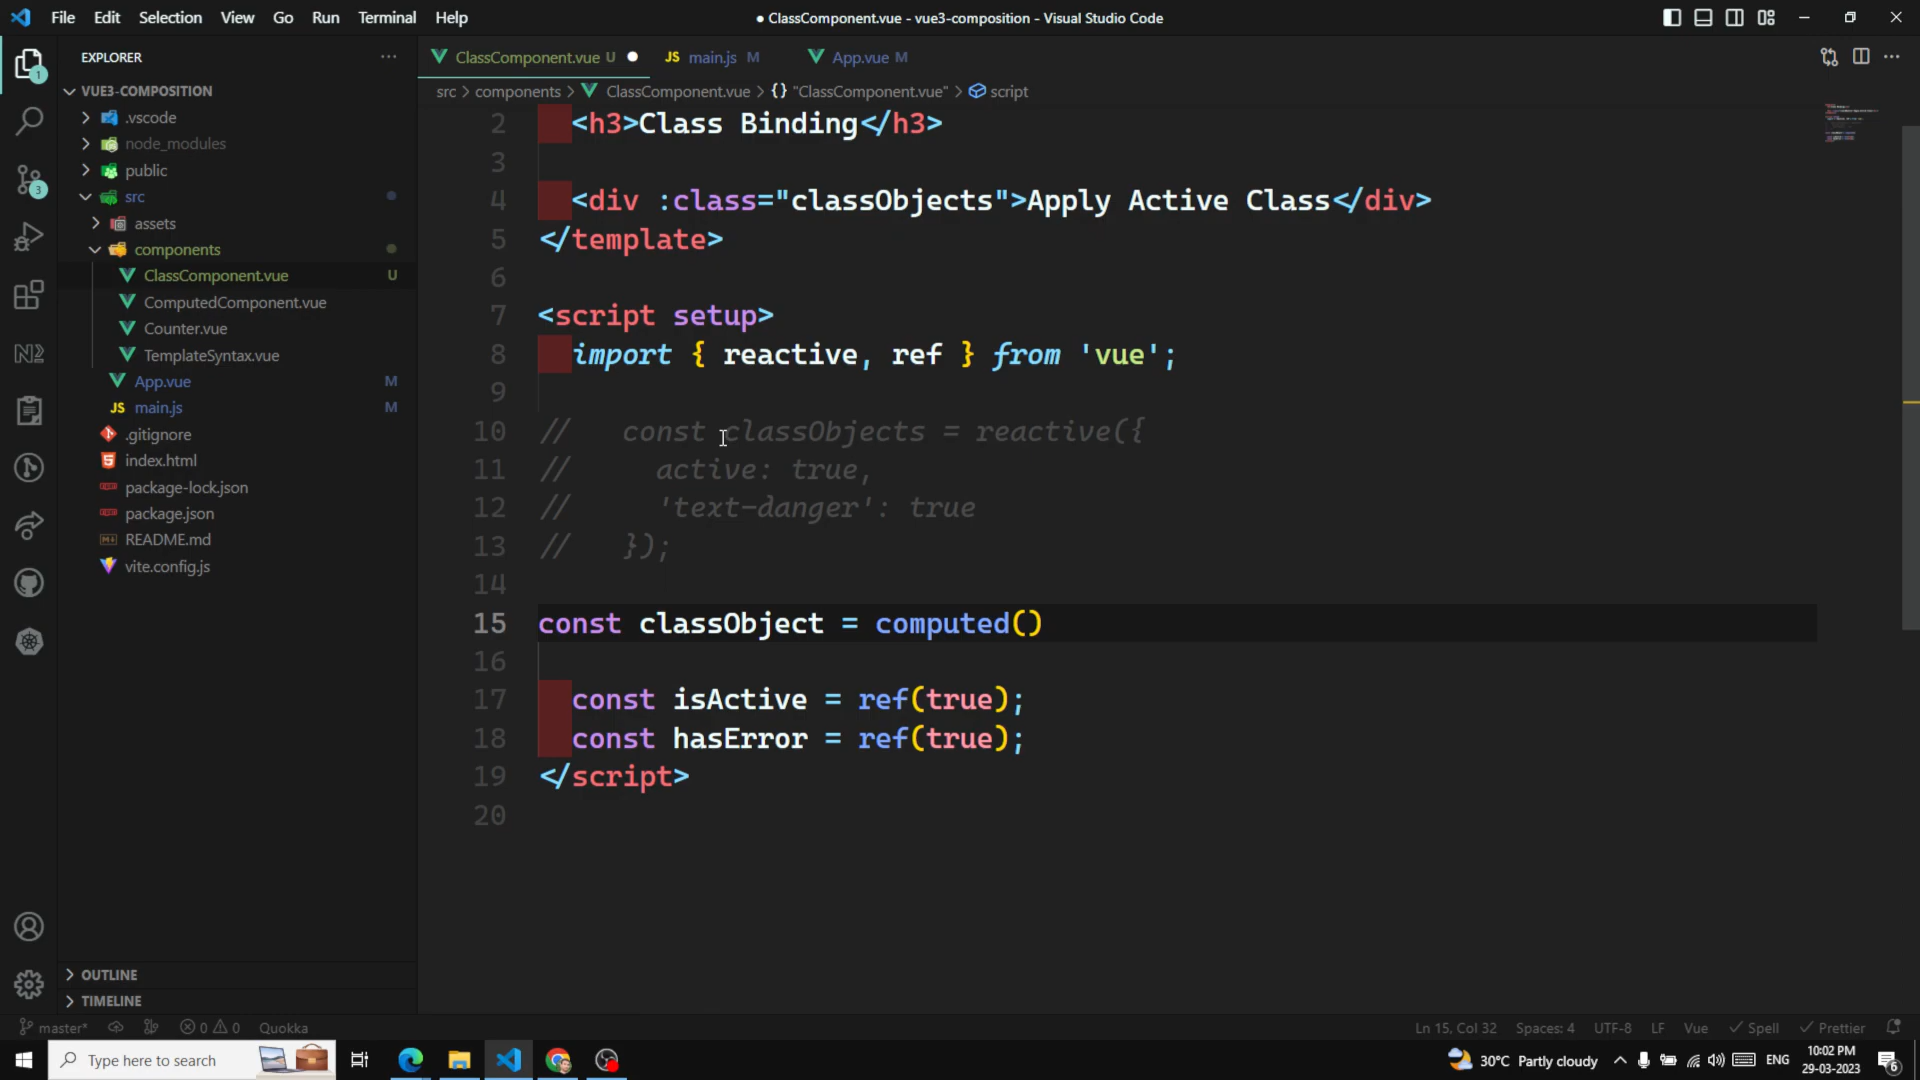 File Edit Selection View Go Run Terminal Help
● ClassComponent.vue - vue3-composition - Visual Studio Code
EXPLORER
VUE3-COMPOSITION
.vscode
node_modules
public
src
assets
components
ClassComponent.vue U
ComputedComponent.vue
Counter.vue
TemplateSyntax.vue
App.vue M
JS main.js M
.gitignore
index.html
package-lock.json
package.json
README.md
vite.config.js
OUTLINE
TIMELINE
1
3
ClassComponent.vue U JS main.js M App.vue M
src > components > ClassComponent.vue > {} "ClassComponent.vue" > script
2 <h3>Class Binding</h3>
3
4 <div :class="classObjects">Apply Active Class</div>
5 </template>
6
7 <script setup>
8 import { reactive, ref } from 'vue';
9
10 // const classObjects = reactive({
11 // active: true,
12 // 'text-danger': true
13 // });
14
15 const classObject = computed()
16
17 const isActive = ref(true);
18 const hasError = ref(true);
19 </script>
20
master* 0 0 Quokka Ln 15, Col 32 Spaces: 4 UTF-8 LF Vue Spell Prettier
Type here to search
30°C Partly cloudy ENG
10:02 PM
29-03-2023
6